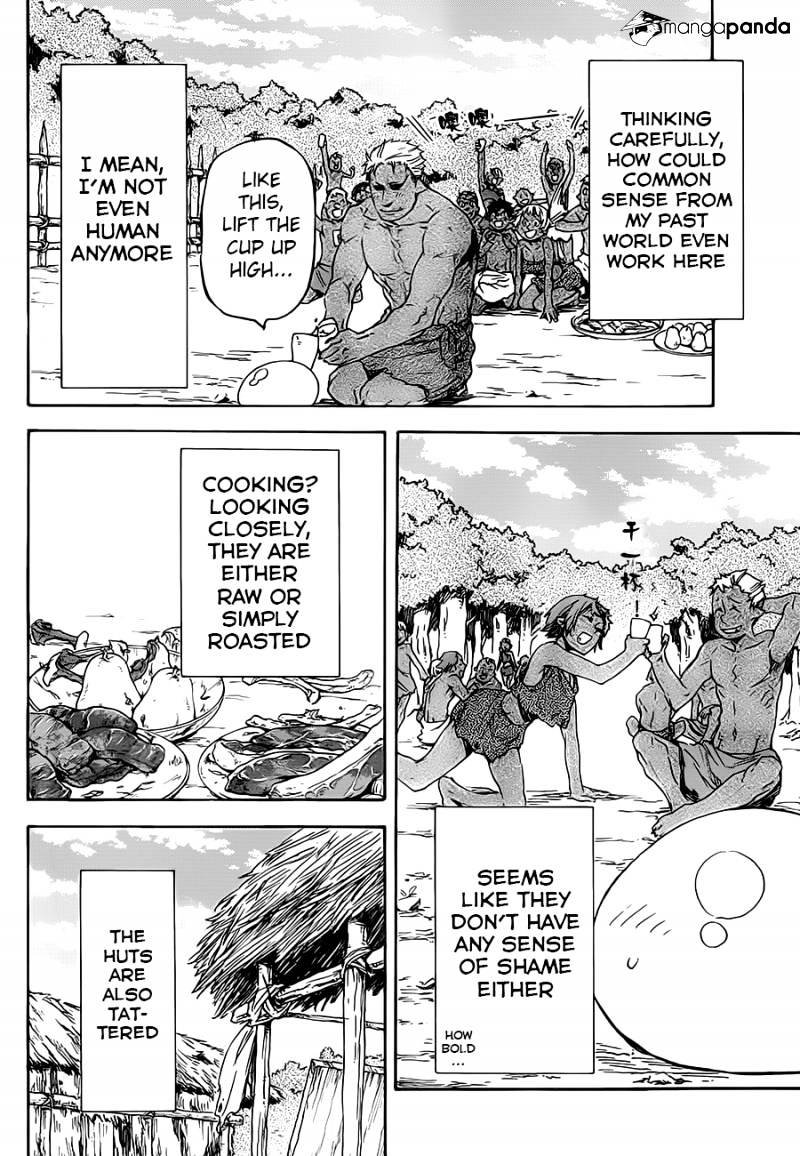 mangapanda
THINKING
CAREFULLY,
HOW COULD
COMMON
SENSE FROM
MY PAST
WORLD EVEN
WORK HERE
噢
噢
LIKE
THIS,
LIFT THE
CUP UP
HIGH...
I MEAN,
I'M NOT
EVEN
HUMAN
ANYMORE
干一杯
SEEMS
LIKE THEY
DON'T HAVE
ANY SENSE
OF SHAME
EITHER
HOW
BOLD
...
COOKING?
LOOKING
CLOSELY,
THEY ARE
EITHER
RAW OR
SIMPLY
ROASTED
THE
HUTS ARE
ALSO
TAT-
TERED